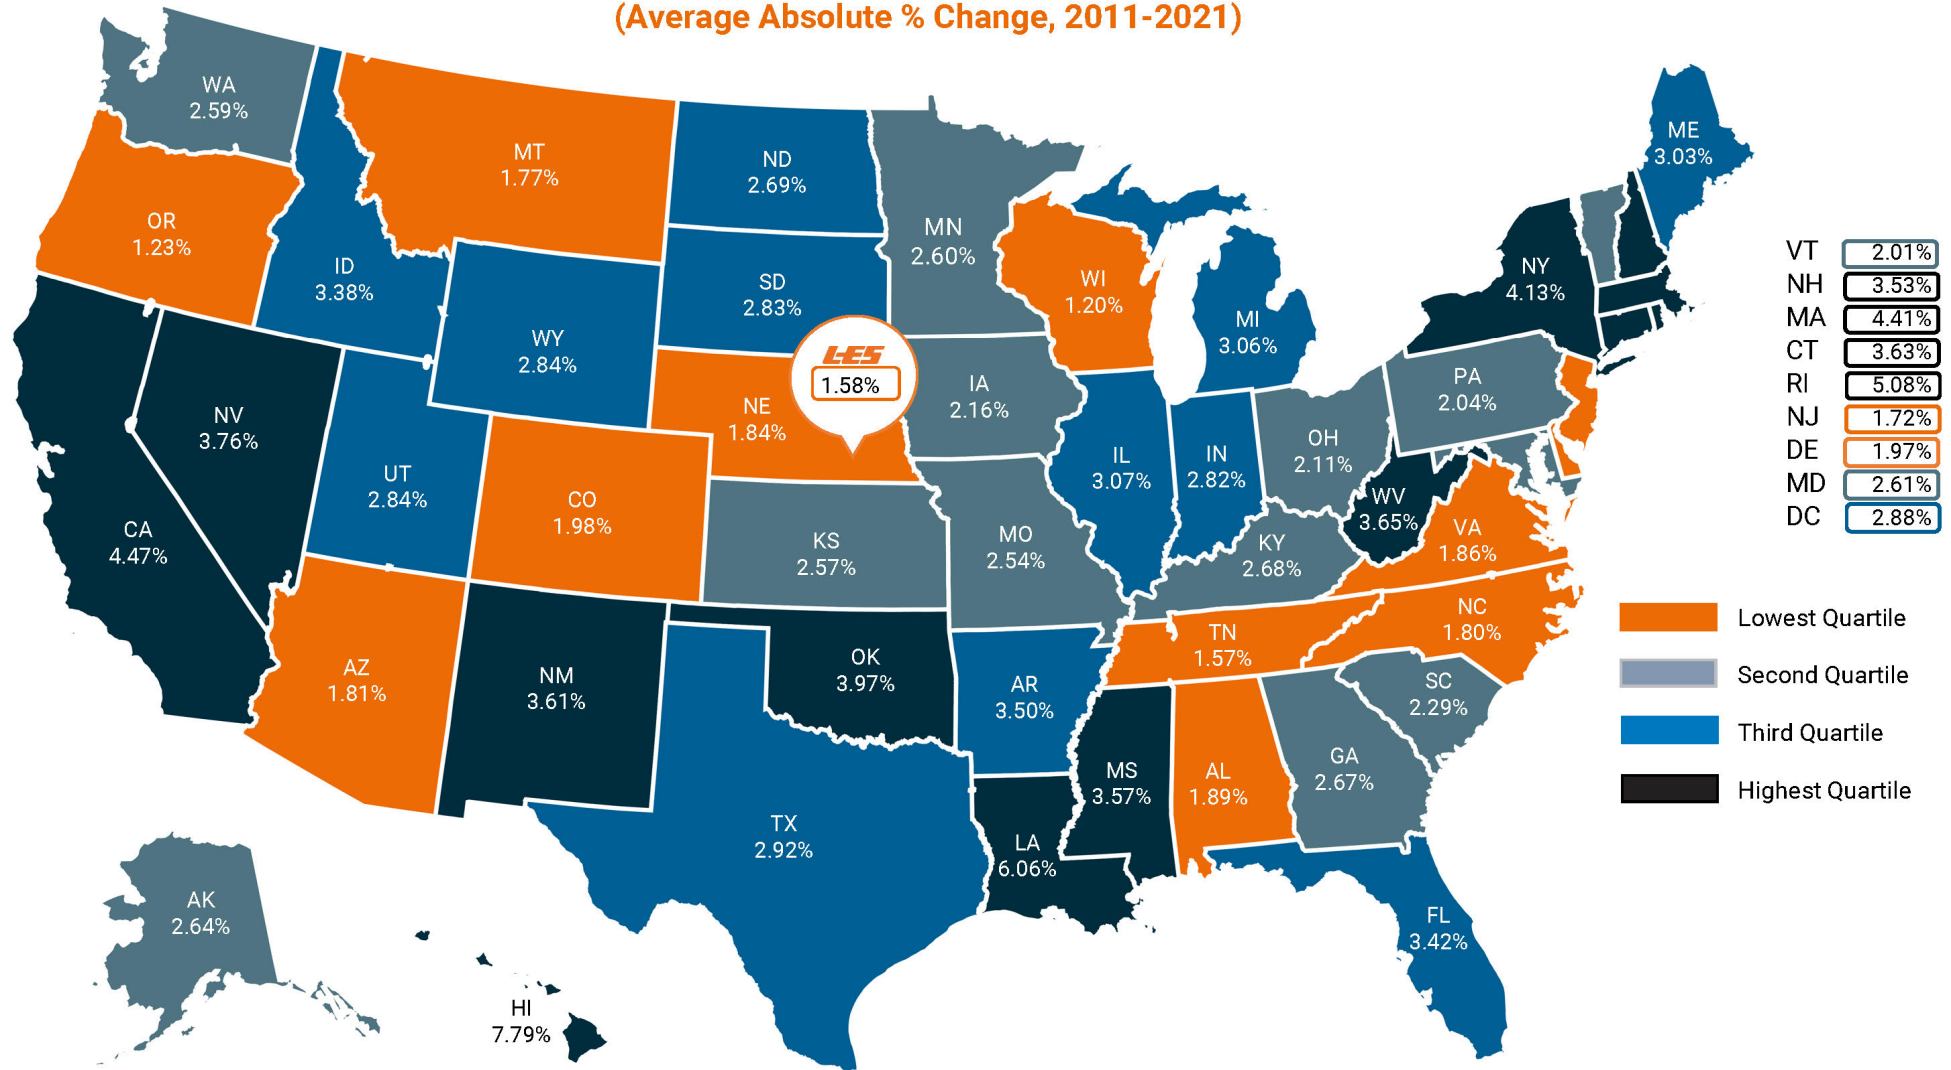 (Average Absolute % Change, 2011-2021)
WA
2.59%
OR
1.23%
MT
1.77%
ID
3.38%
ND
2.69%
SD
2.83%
WY
2.84%
MN
2.60%
WI
1.20%
MI
3.06%
NY
4.13%
ME
3.03%
VT 2.01%
NH 3.53%
MA 4.41%
CT 3.63%
RI 5.08%
NJ 1.72%
DE 1.97%
MD 2.61%
DC 2.88%
LES
1.58%
NE
1.84%
IA
2.16%
PA
2.04%
NV
3.76%
UT
2.84%
CO
1.98%
CA
4.47%
KS
2.57%
MO
2.54%
IL
3.07%
IN
2.82%
OH
2.11%
WV
3.65%
KY
2.68%
VA
1.86%
NC
1.80%
TN
1.57%
AZ
1.81%
NM
3.61%
OK
3.97%
AR
3.50%
SC
2.29%
GA
2.67%
AL
1.89%
MS
3.57%
LA
6.06%
TX
2.92%
FL
3.42%
AK
2.64%
HI
7.79%
Lowest Quartile
Second Quartile
Third Quartile
Highest Quartile